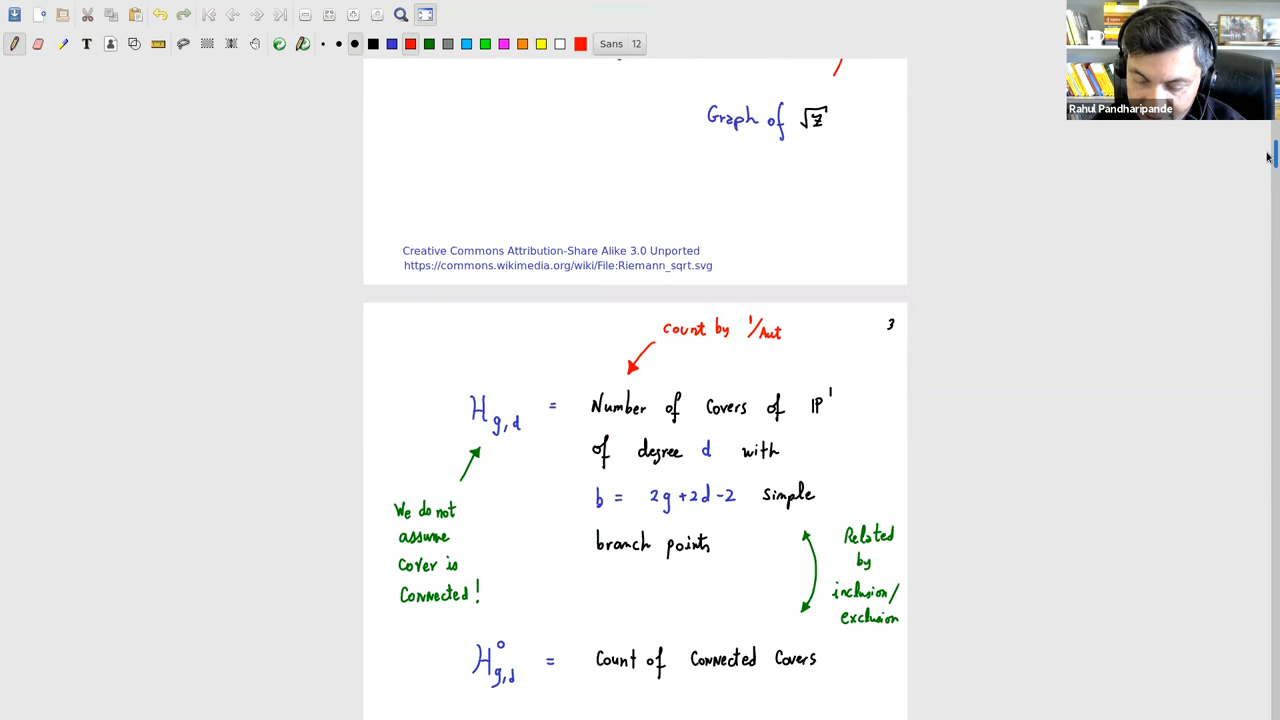 Sans 12
Rahul Pandharipande
Graph of √z
Creative Commons Attribution-Share Alike 3.0 Unported
https://commons.wikimedia.org/wiki/File:Riemann_sqrt.svg
3
count by 1/Aut
H_{g,d} = Number of Covers of ℙ¹
of degree d with
b = 2g+2d-2 simple
branch points
We do not
assume
cover is
Connected!
Related
by
inclusion/
exclusion
H°_{g,d} = Count of Connected Covers